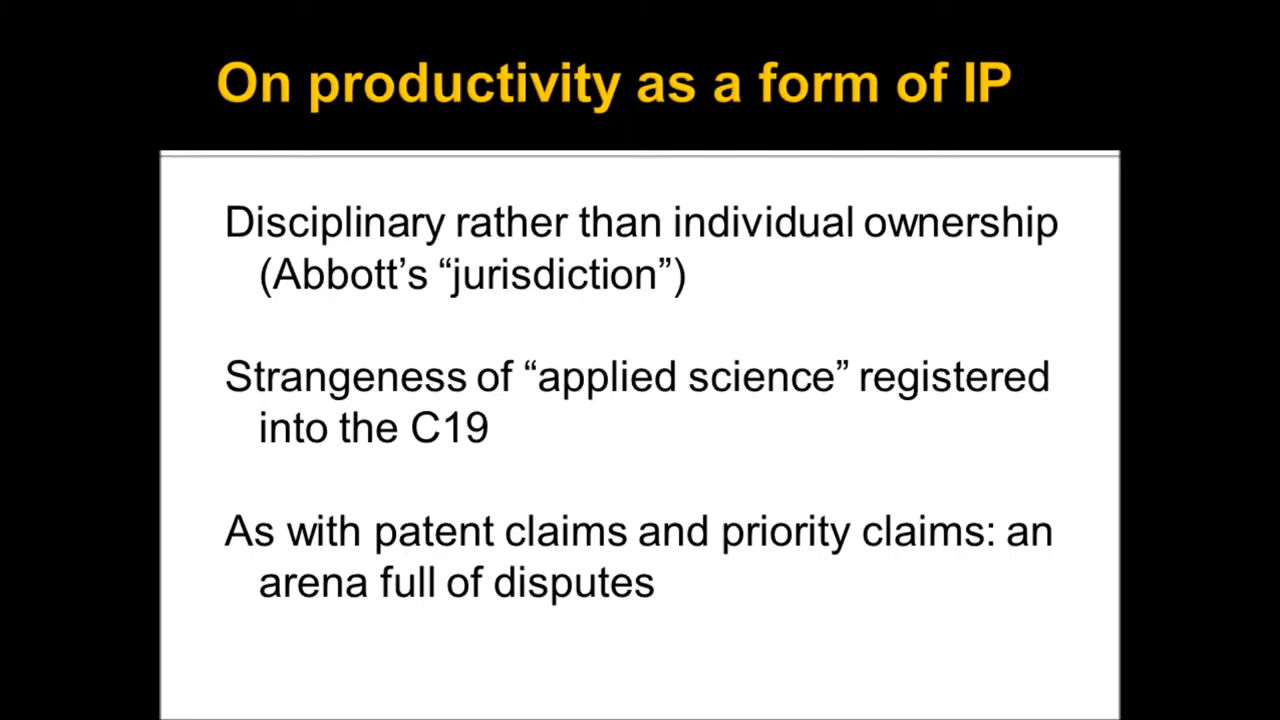 On productivity as a form of IP
Disciplinary rather than individual ownership
(Abbott’s “jurisdiction”)
Strangeness of “applied science” registered
into the C19
As with patent claims and priority claims: an
arena full of disputes